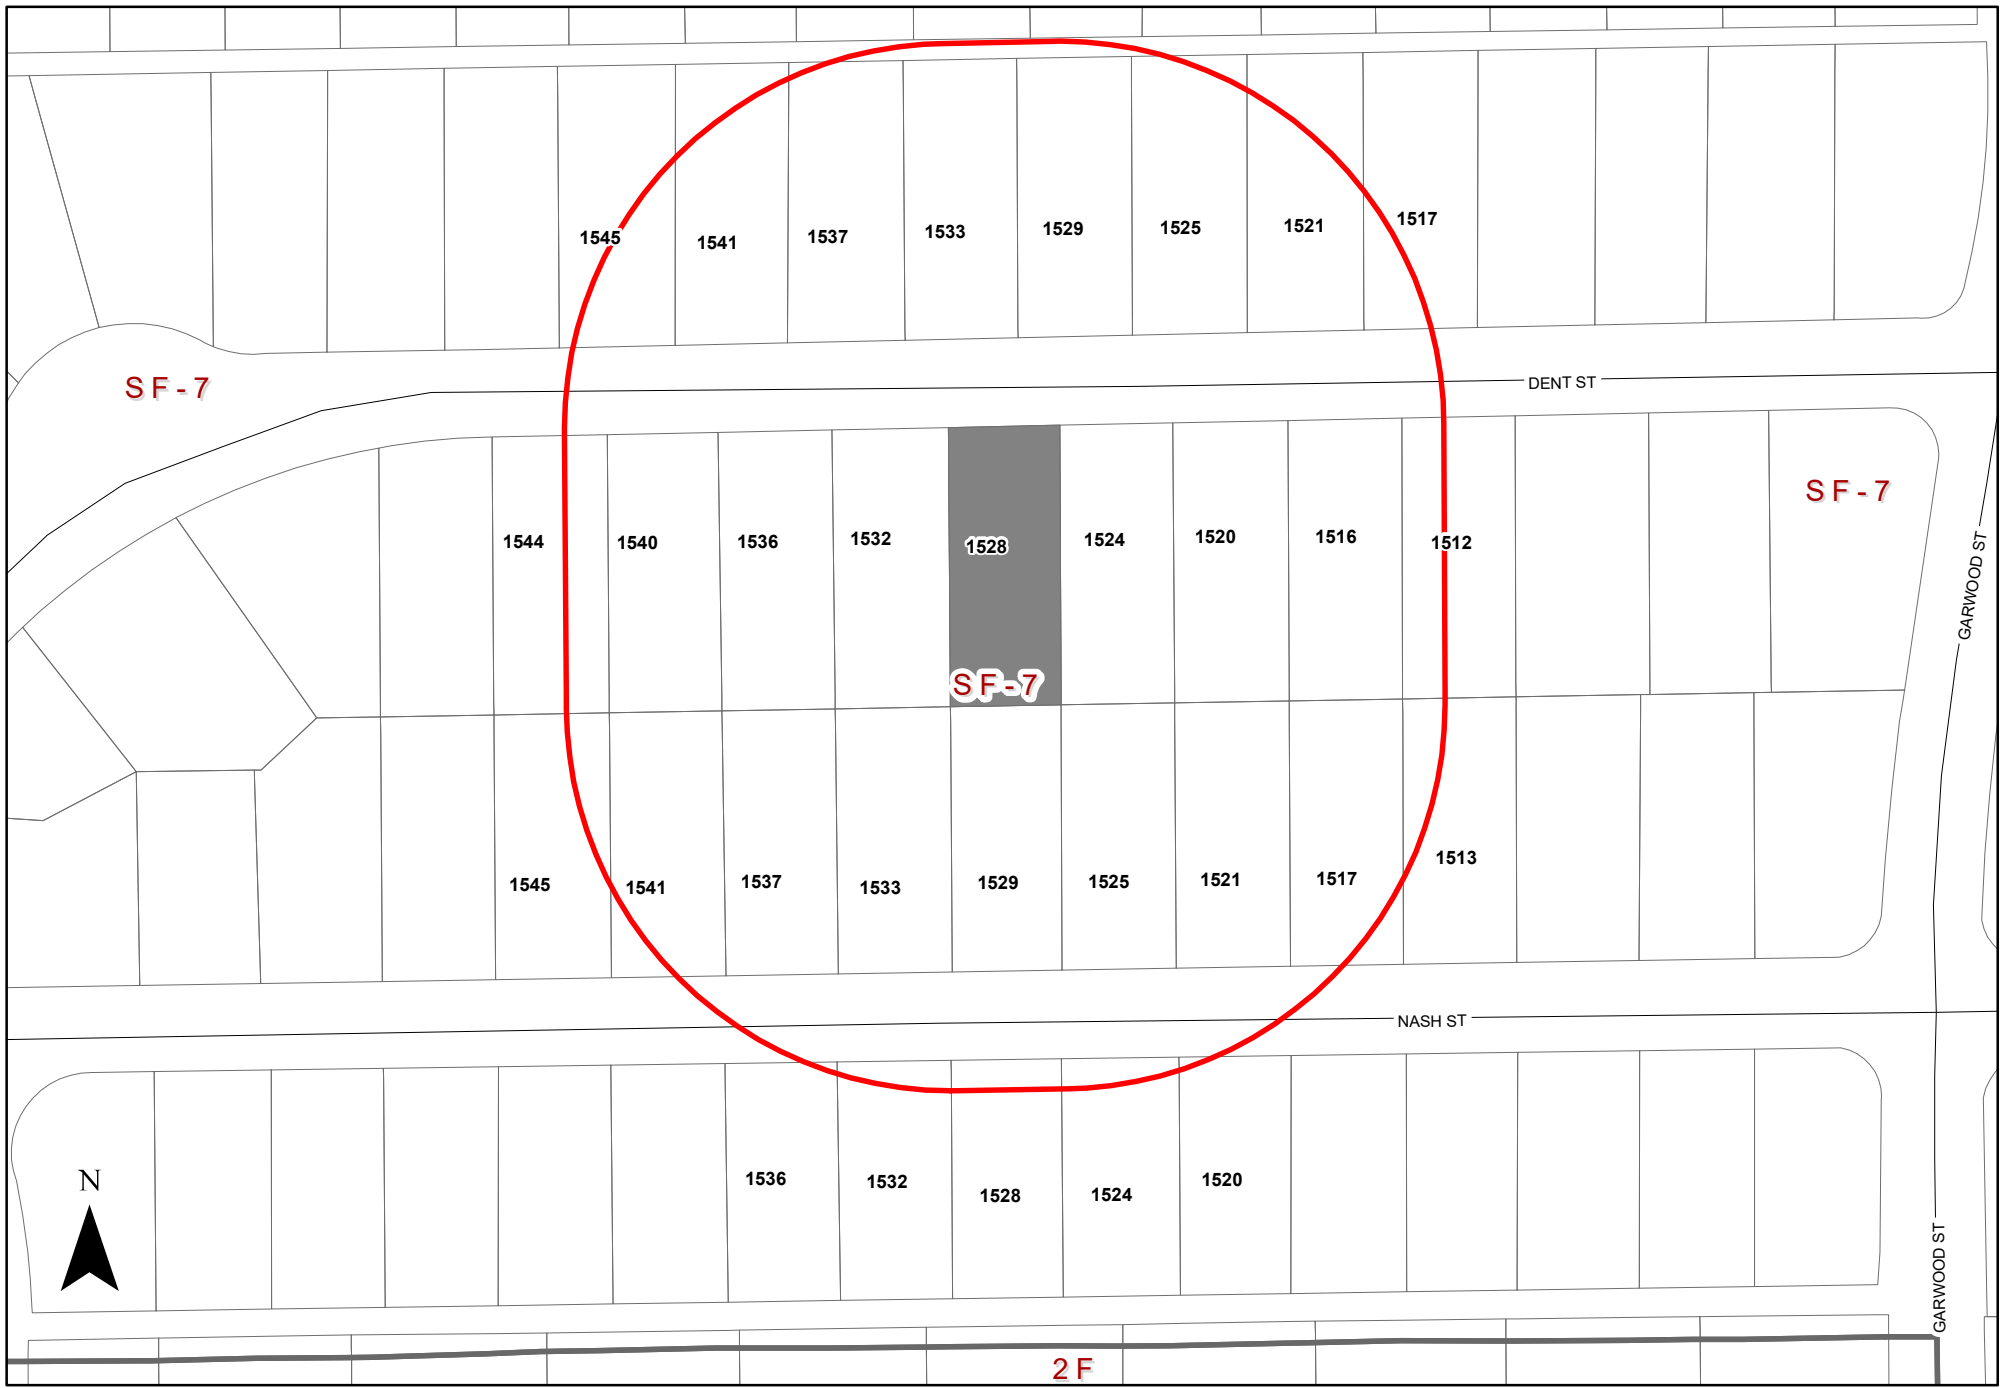 1545 1541 1537 1533 1529 1525 1521 1517
SF-7
DENT ST
SF-7
1544 1540 1536 1532 1528 1524 1520 1516 1512
GARWOOD ST
SF-7
1545 1541 1537 1533 1529 1525 1521 1517 1513
NASH ST
N
1536 1532 1528 1524 1520
GARWOOD ST
2F